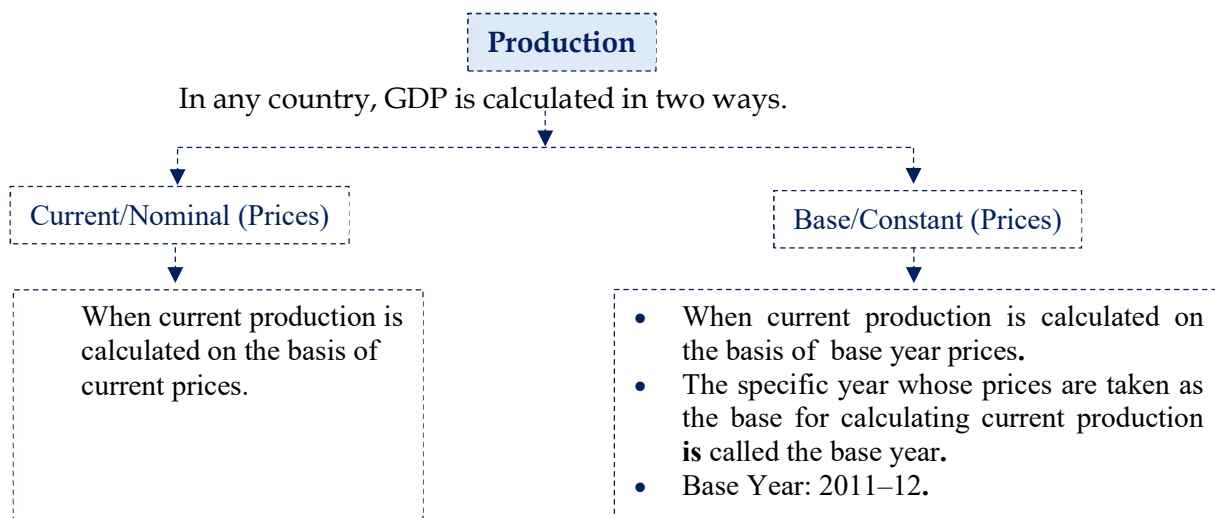 Production
In any country, GDP is calculated in two ways.
Current/Nominal (Prices)
Base/Constant (Prices)
When current production is
calculated on the basis of
current prices.
• When current production is calculated on
the basis of base year prices.
• The specific year whose prices are taken as
the base for calculating current production
is called the base year.
• Base Year: 2011–12.